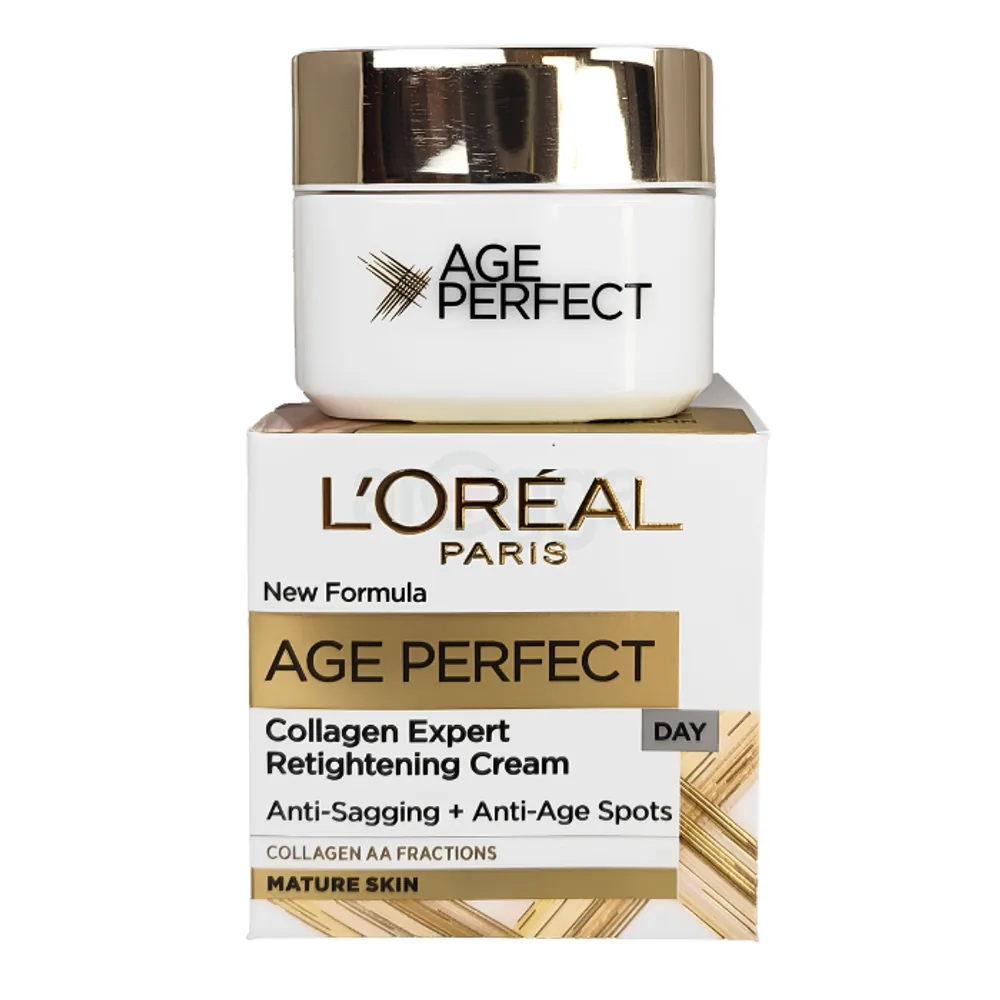 AGE
PERFECT
L'ORÉAL
PARIS
New Formula
AGE PERFECT
Collagen Expert
Retightening Cream
DAY
Anti-Sagging + Anti-Age Spots
COLLAGEN AA FRACTIONS
MATURE SKIN